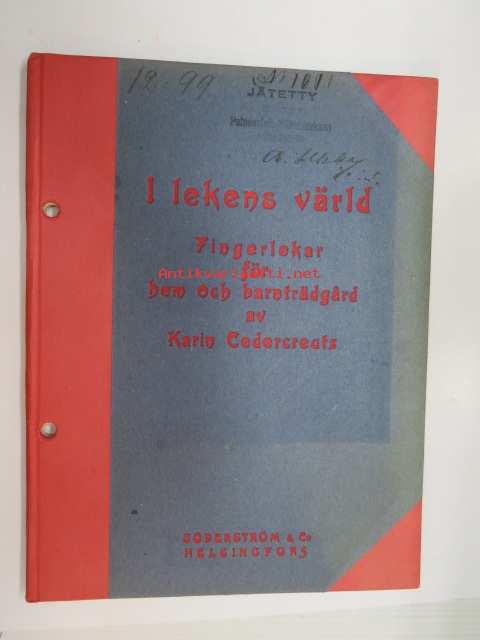 12.99
JÄTETTY
I lekens värld
Fingerlekar
för
Antikvariaatti.net
hem och barnträdgård
av
Karin Cedercreutz
SÖDERSTRÖM & Co
HELSINGFORS